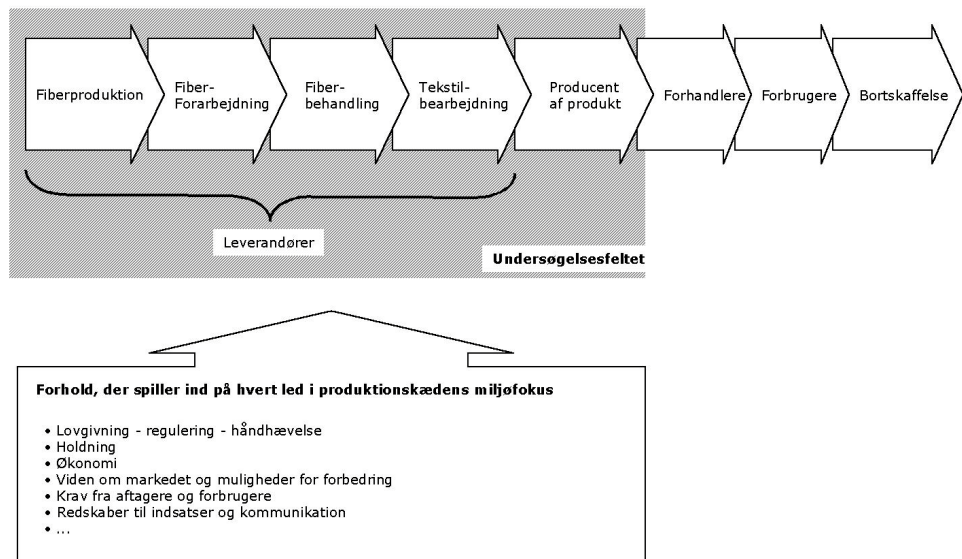 Fiberproduktion
Fiber-
Forarbejdning
Fiber-
behandling
Tekstil-
bearbejdning
Producent
af produkt
Forhandlere
Forbrugere
Bortskaffelse
Leverandører
Undersøgelsesfeltet
Forhold, der spiller ind på hvert led i produktionskædens miljøfokus
• Lovgivning - regulering - håndhævelse
• Holdning
• Økonomi
• Viden om markedet og muligheder for forbedring
• Krav fra aftagere og forbrugere
• Redskaber til indsatser og kommunikation
• ...